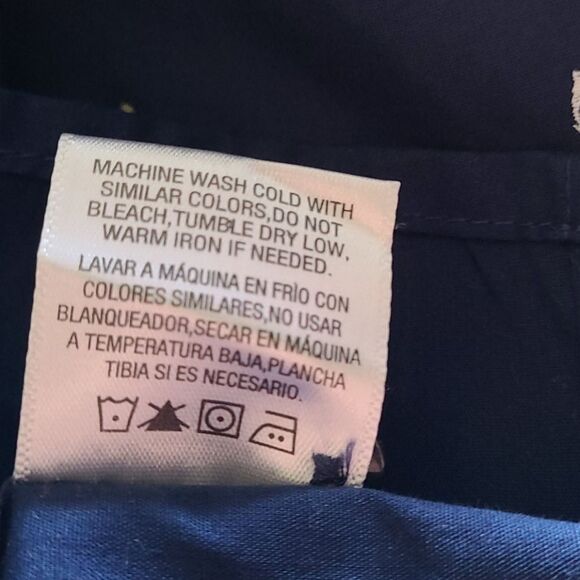 MACHINE WASH COLD WITH
SIMILAR COLORS,DO NOT
BLEACH,TUMBLE DRY LOW,
WARM IRON IF NEEDED.
LAVAR A MÁQUINA EN FRÍO CON
COLORES SIMILARES,NO USAR
BLANQUEADOR,SECAR EN MÁQUINA
A TEMPERATURA BAJA,PLANCHA
TIBIA SI ES NECESARIO.